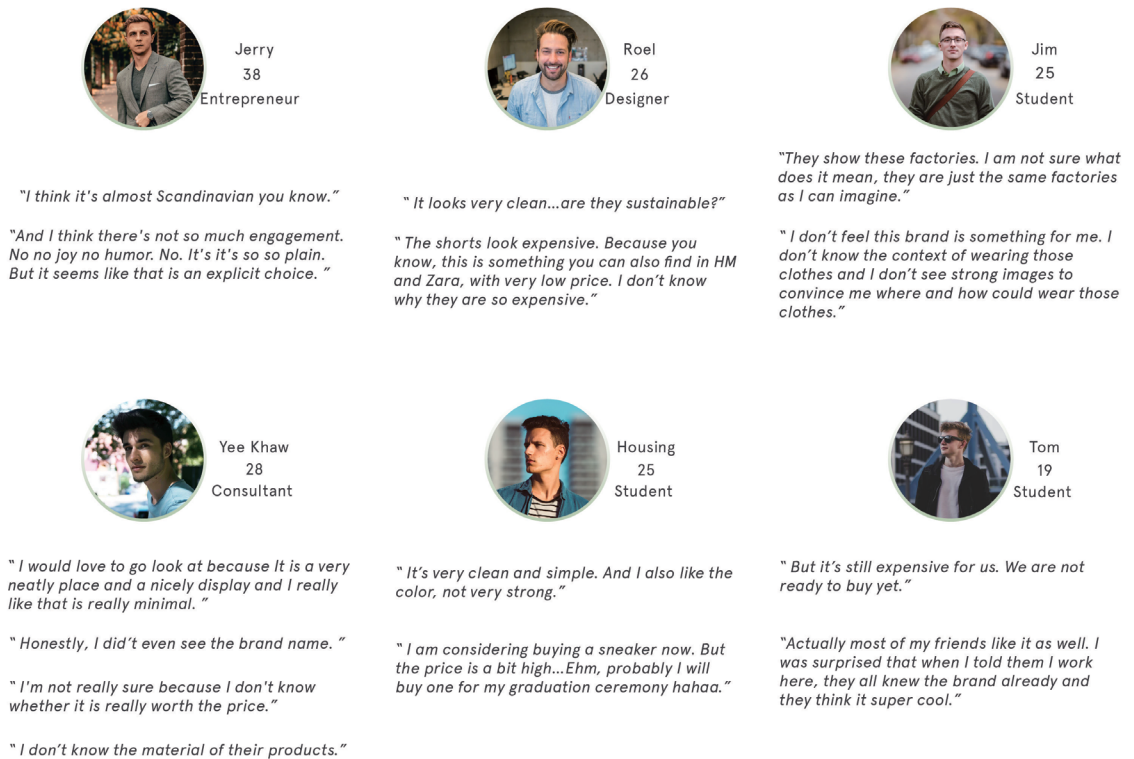 Jerry
38
Entrepreneur
“I think it's almost Scandinavian you know.”
“And I think there's not so much engagement.
No no joy no humor. No. It's it's so so plain.
But it seems like that is an explicit choice. ”
Roel
26
Designer
“ It looks very clean...are they sustainable?”
“ The shorts look expensive. Because you
know, this is something you can also find in HM
and Zara, with very low price. I don’t know
why they are so expensive.”
Jim
25
Student
“They show these factories. I am not sure what
does it mean, they are just the same factories
as I can imagine.”
“ I don’t feel this brand is something for me. I
don’t know the context of wearing those
clothes and I don’t see strong images to
convince me where and how could wear those
clothes.”
Yee Khaw
28
Consultant
“ I would love to go look at because It is a very
neatly place and a nicely display and I really
like that is really minimal. ”
“ Honestly, I did’t even see the brand name. ”
“ I'm not really sure because I don't know
whether it is really worth the price.”
“ I don’t know the material of their products.”
Housing
25
Student
“ It’s very clean and simple. And I also like the
color, not very strong.”
“ I am considering buying a sneaker now. But
the price is a bit high...Ehm, probably I will
buy one for my graduation ceremony hahaa.”
Tom
19
Student
“ But it’s still expensive for us. We are not
ready to buy yet.”
“Actually most of my friends like it as well. I
was surprised that when I told them I work
here, they all knew the brand already and
they think it super cool.”